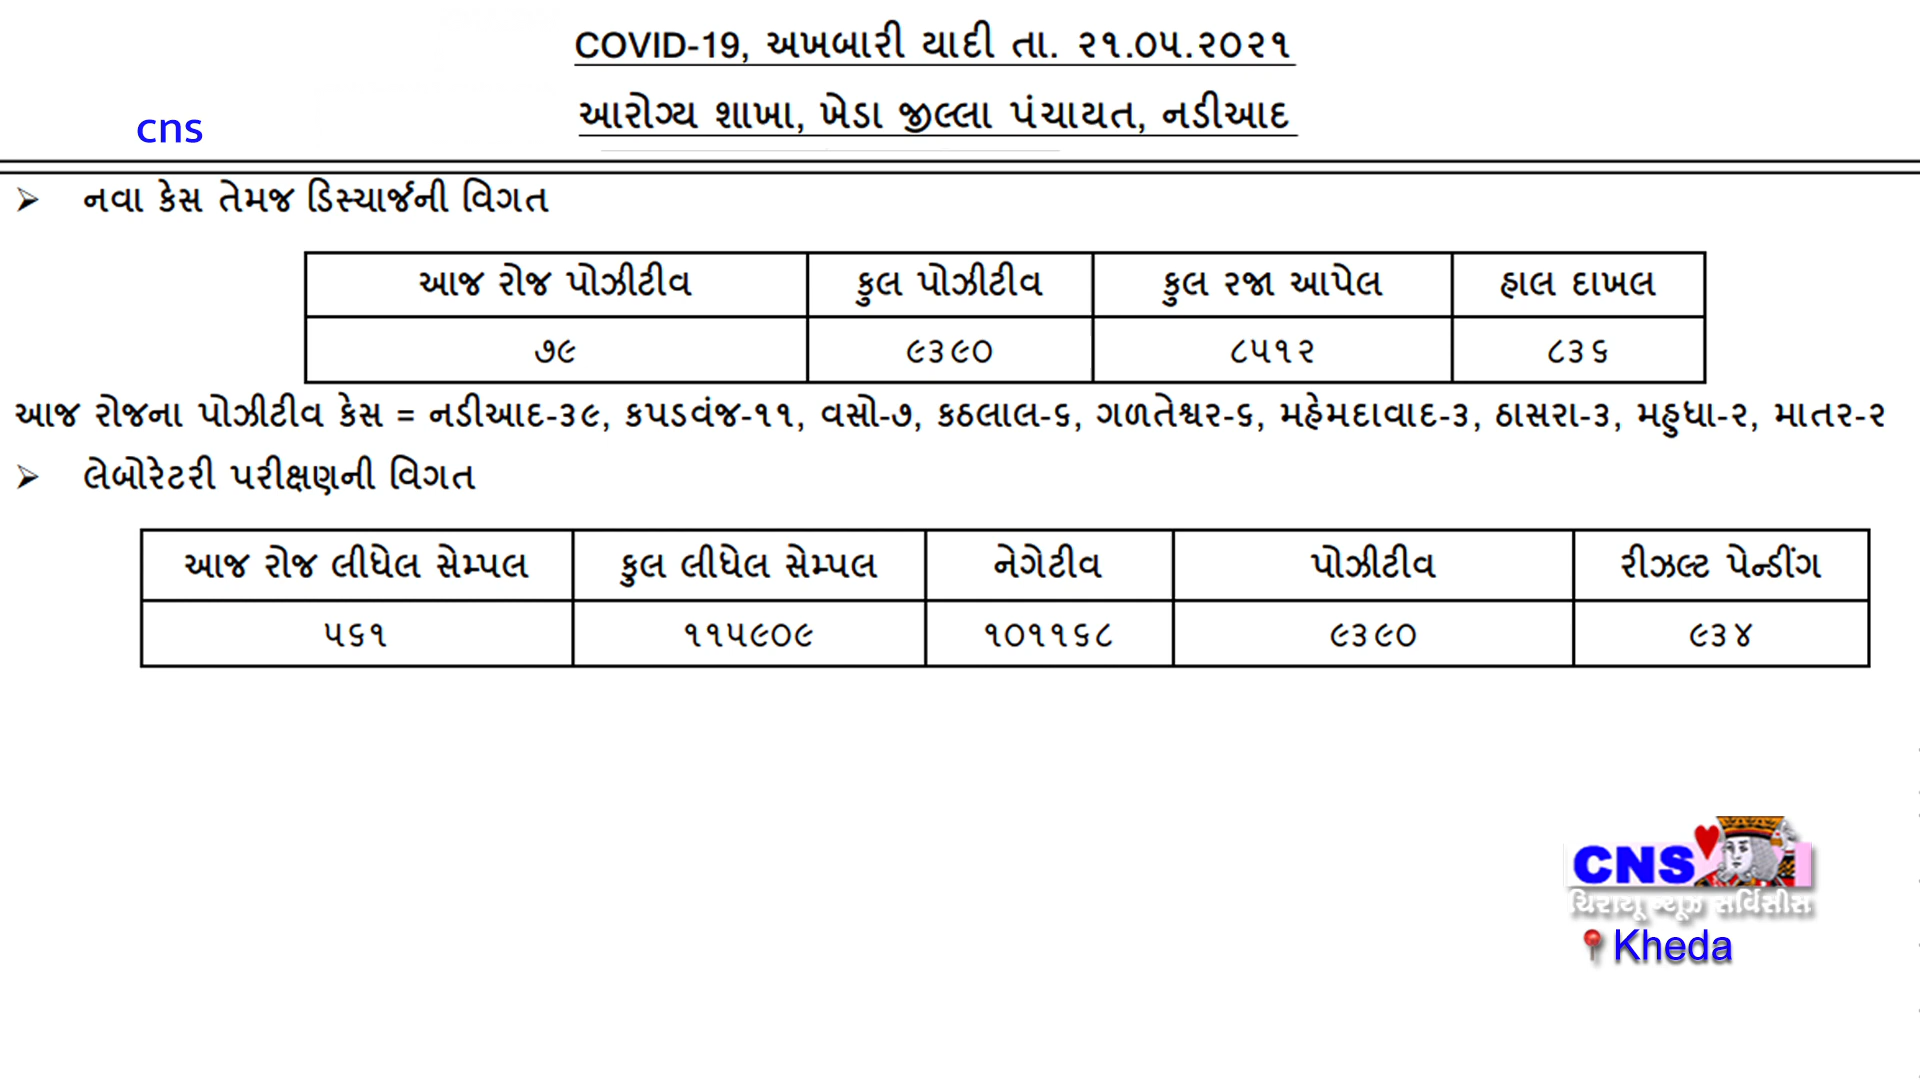 COVID-19, અખબારી યાદી તા. ૨૧.૦૫.૨૦૨૧
આરોગ્ય શાખા, ખેડા જીલ્લા પંચાયત, નડીઆદ
cns
➢ નવા કેસ તેમજ ડિસ્ચાર્જની વિગત
આજ રોજ પોઝીટીવ કુલ પોઝીટીવ કુલ રજા આપેલ હાલ દાખલ
૭૯ ૯૩૯૦ ૮૫૧૨ ૮૩૬
આજ રોજના પોઝીટીવ કેસ = નડીઆદ-૩૯, કપડવંજ-૧૧, વસો-૭, કઠલાલ-૬, ગળતેશ્વર-૬, મહેમદાવાદ-૩, ઠાસરા-૩, મહુધા-૨, માતર-૨
➢ લેબોરેટરી પરીક્ષણની વિગત
આજ રોજ લીધેલ સેમ્પલ કુલ લીધેલ સેમ્પલ નેગેટીવ પોઝીટીવ રીઝલ્ટ પેન્ડીંગ
૫૬૧ ૧૧૫૯૦૯ ૧૦૧૧૬૮ ૯૩૯૦ ૯૩૪
CNS
ચિરાયૂ ન્યૂઝ સર્વિસીસ
Kheda